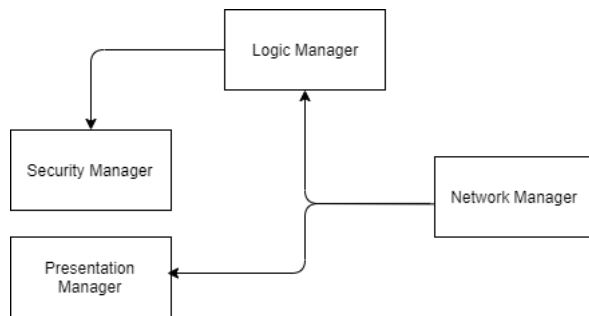 Logic Manager
Security Manager
Network Manager
Presentation
Manager